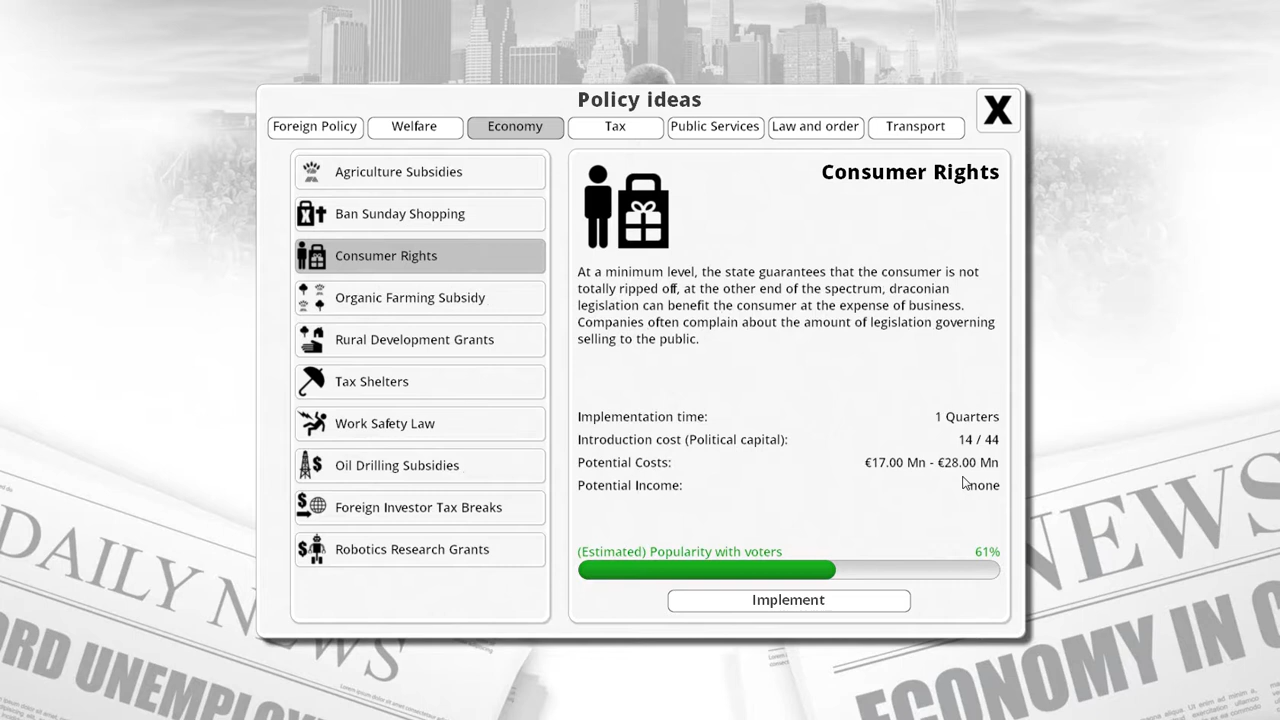 Policy ideas
X
Foreign Policy
Welfare
Economy
Tax
Public Services
Law and order
Transport
Agriculture Subsidies
Ban Sunday Shopping
Consumer Rights
Organic Farming Subsidy
Rural Development Grants
Tax Shelters
Work Safety Law
Oil Drilling Subsidies
Foreign Investor Tax Breaks
Robotics Research Grants
Consumer Rights
At a minimum level, the state guarantees that the consumer is not
totally ripped off, at the other end of the spectrum, draconian
legislation can benefit the consumer at the expense of business.
Companies often complain about the amount of legislation governing
selling to the public.
Implementation time: 1 Quarters
Introduction cost (Political capital): 14 / 44
Potential Costs: €17.00 Mn - €28.00 Mn
Potential Income: none
(Estimated) Popularity with voters 61%
Implement
DAILY NEWS
NEWS
ECONOMY IN